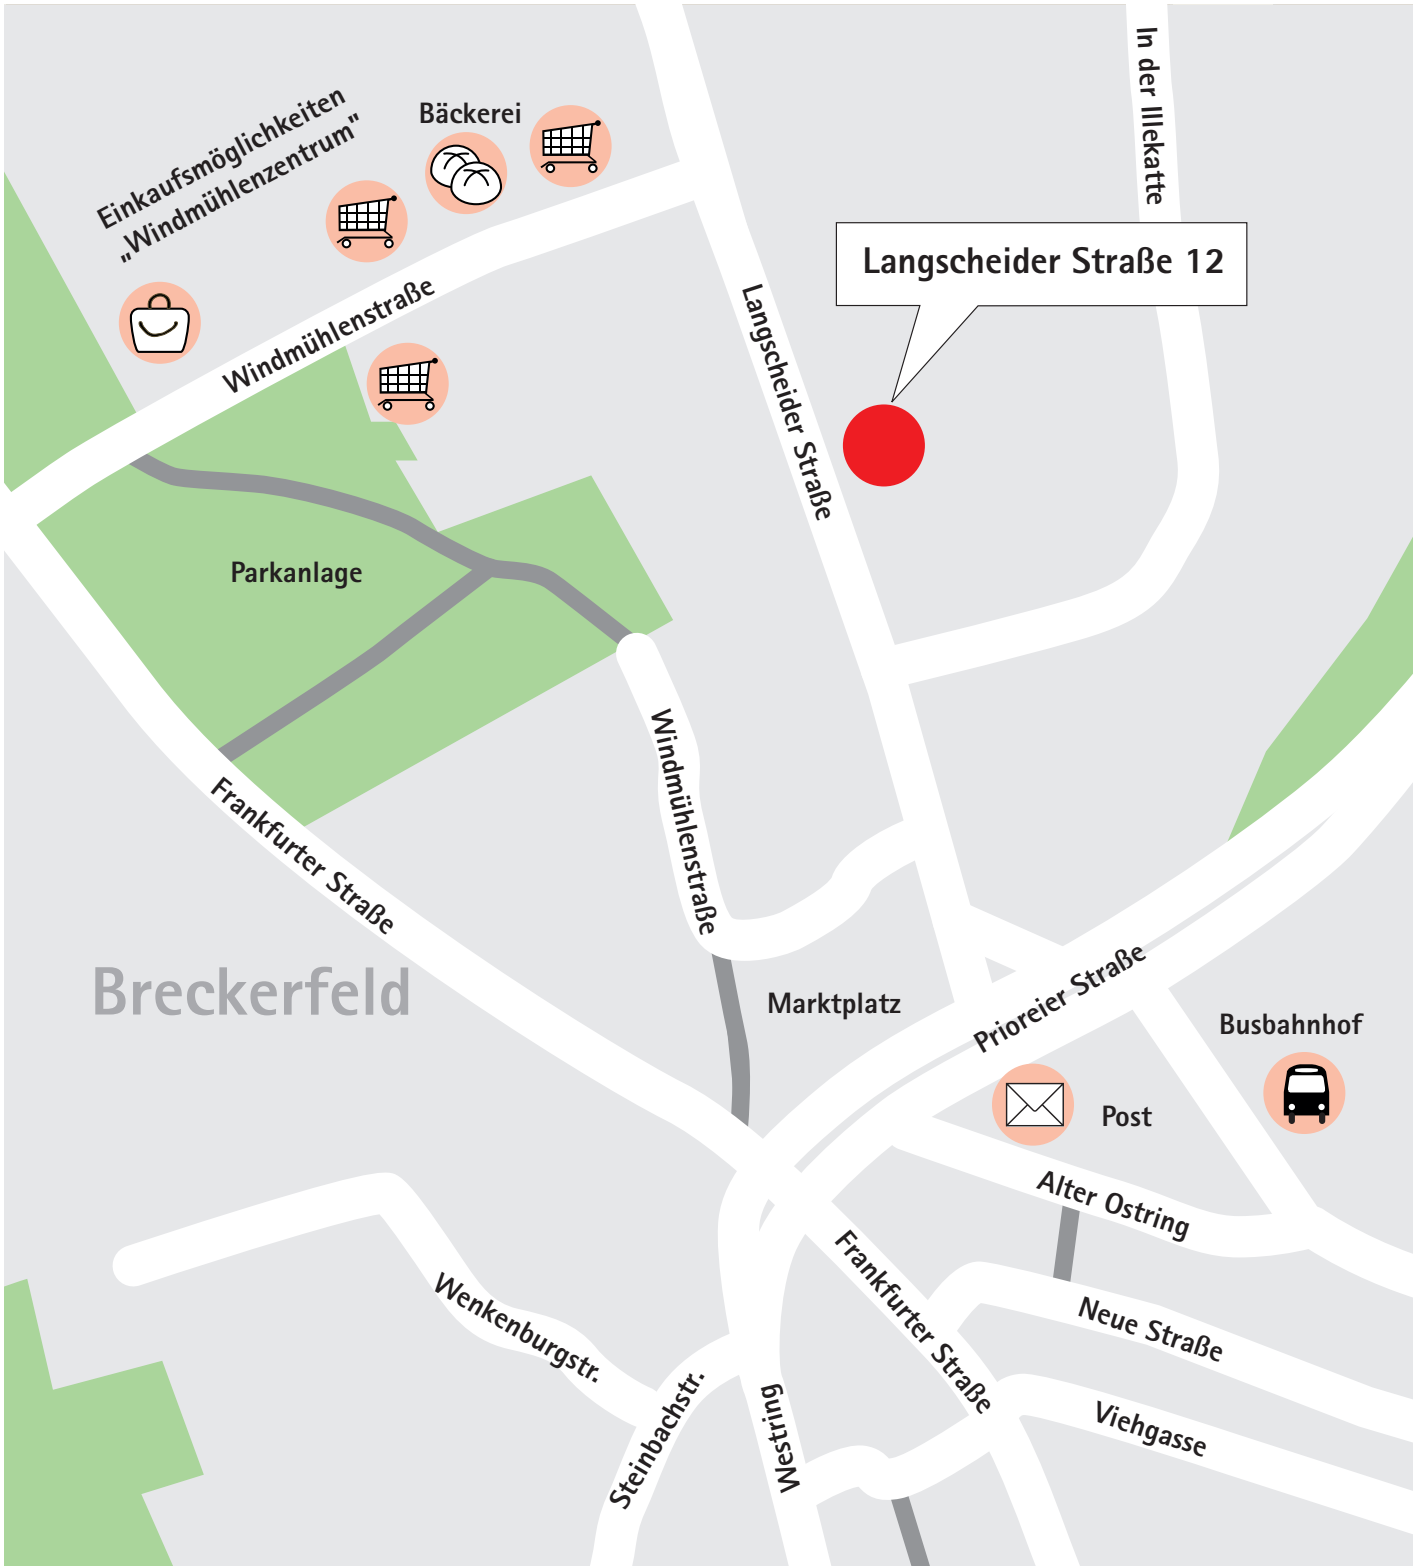 In der Illekatte
Einkaufsmöglichkeiten
„Windmühlenzentrum"
Bäckerei
Langscheider Straße 12
Windmühlenstraße
Langscheider Straße
Parkanlage
Windmühlenstraße
Frankfurter Straße
Breckerfeld
Marktplatz
Prioreier Straße
Busbahnhof
Post
Alter Ostring
Frankfurter Straße
Neue Straße
Wenkenburgstr.
Steinbachstr.
Westring
Viehgasse